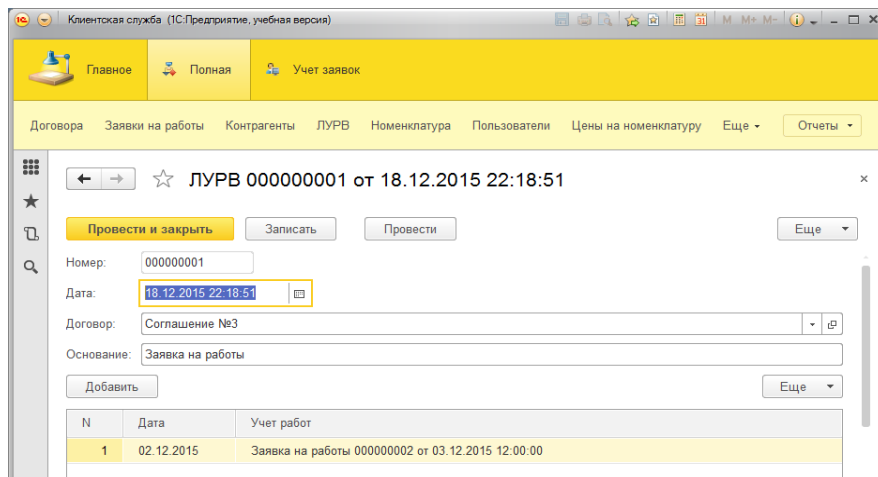 1С Клиентская служба (1С:Предприятие, учебная версия) 31 M M+ M-
Главное Полная Учет заявок
Договора Заявки на работы Контрагенты ЛУРВ Номенклатура Пользователи Цены на номенклатуру Еще Отчеты
ЛУРВ 000000001 от 18.12.2015 22:18:51
Провести и закрыть Записать Провести Еще
Номер: 000000001
Дата: 18.12.2015 22:18:51
Договор: Соглашение №3
Основание: Заявка на работы
Добавить Еще
N Дата Учет работ
1 02.12.2015 Заявка на работы 000000002 от 03.12.2015 12:00:00